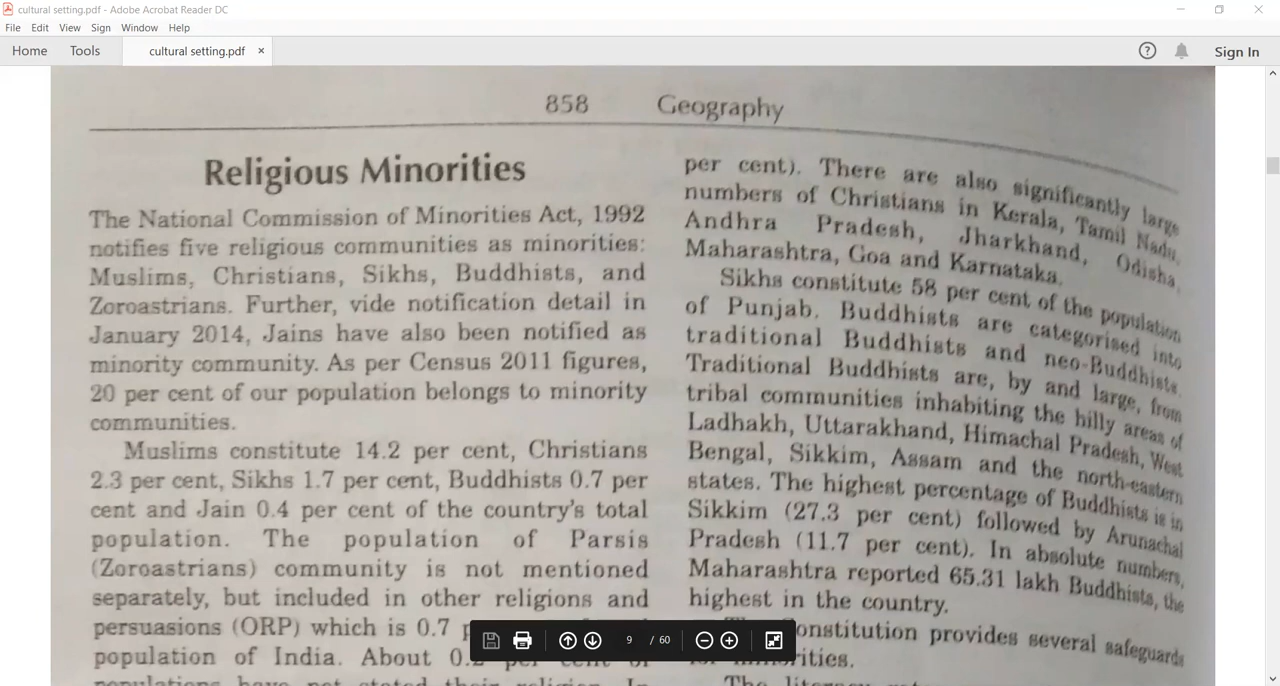 cultural setting.pdf - Adobe Acrobat Reader DC
File Edit View Sign Window Help
Home Tools cultural setting.pdf × Sign In
858 Geography
Religious Minorities
The National Commission of Minorities Act, 1992
notifies five religious communities as minorities:
Muslims, Christians, Sikhs, Buddhists, and
Zoroastrians. Further, vide notification detail in
January 2014, Jains have also been notified as
minority community. As per Census 2011 figures,
20 per cent of our population belongs to minority
communities.
Muslims constitute 14.2 per cent, Christians
2.3 per cent, Sikhs 1.7 per cent, Buddhists 0.7 per
cent and Jain 0.4 per cent of the country's total
population. The population of Parsis
(Zoroastrians) community is not mentioned
separately, but included in other religions and
persuasions (ORP) which is 0.7
population of India. About
per cent). There are also significantly large
numbers of Christians in Kerala, Tamil Nadu,
Andhra Pradesh, Jharkhand, Odisha,
Maharashtra, Goa and Karnataka.
Sikhs constitute 58 per cent of the population
of Punjab. Buddhists are categorised into
traditional Buddhists and neo-Buddhists.
Traditional Buddhists are, by and large, from
tribal communities inhabiting the hilly areas of
Ladhakh, Uttarakhand, Himachal Pradesh, West
Bengal, Sikkim, Assam and the north-eastern
states. The highest percentage of Buddhists is in
Sikkim (27.3 per cent) followed by Arunachal
Pradesh (11.7 per cent). In absolute numbers,
Maharashtra reported 65.31 lakh Buddhists, the
highest in the country.
Constitution provides several safeguards
9 / 60